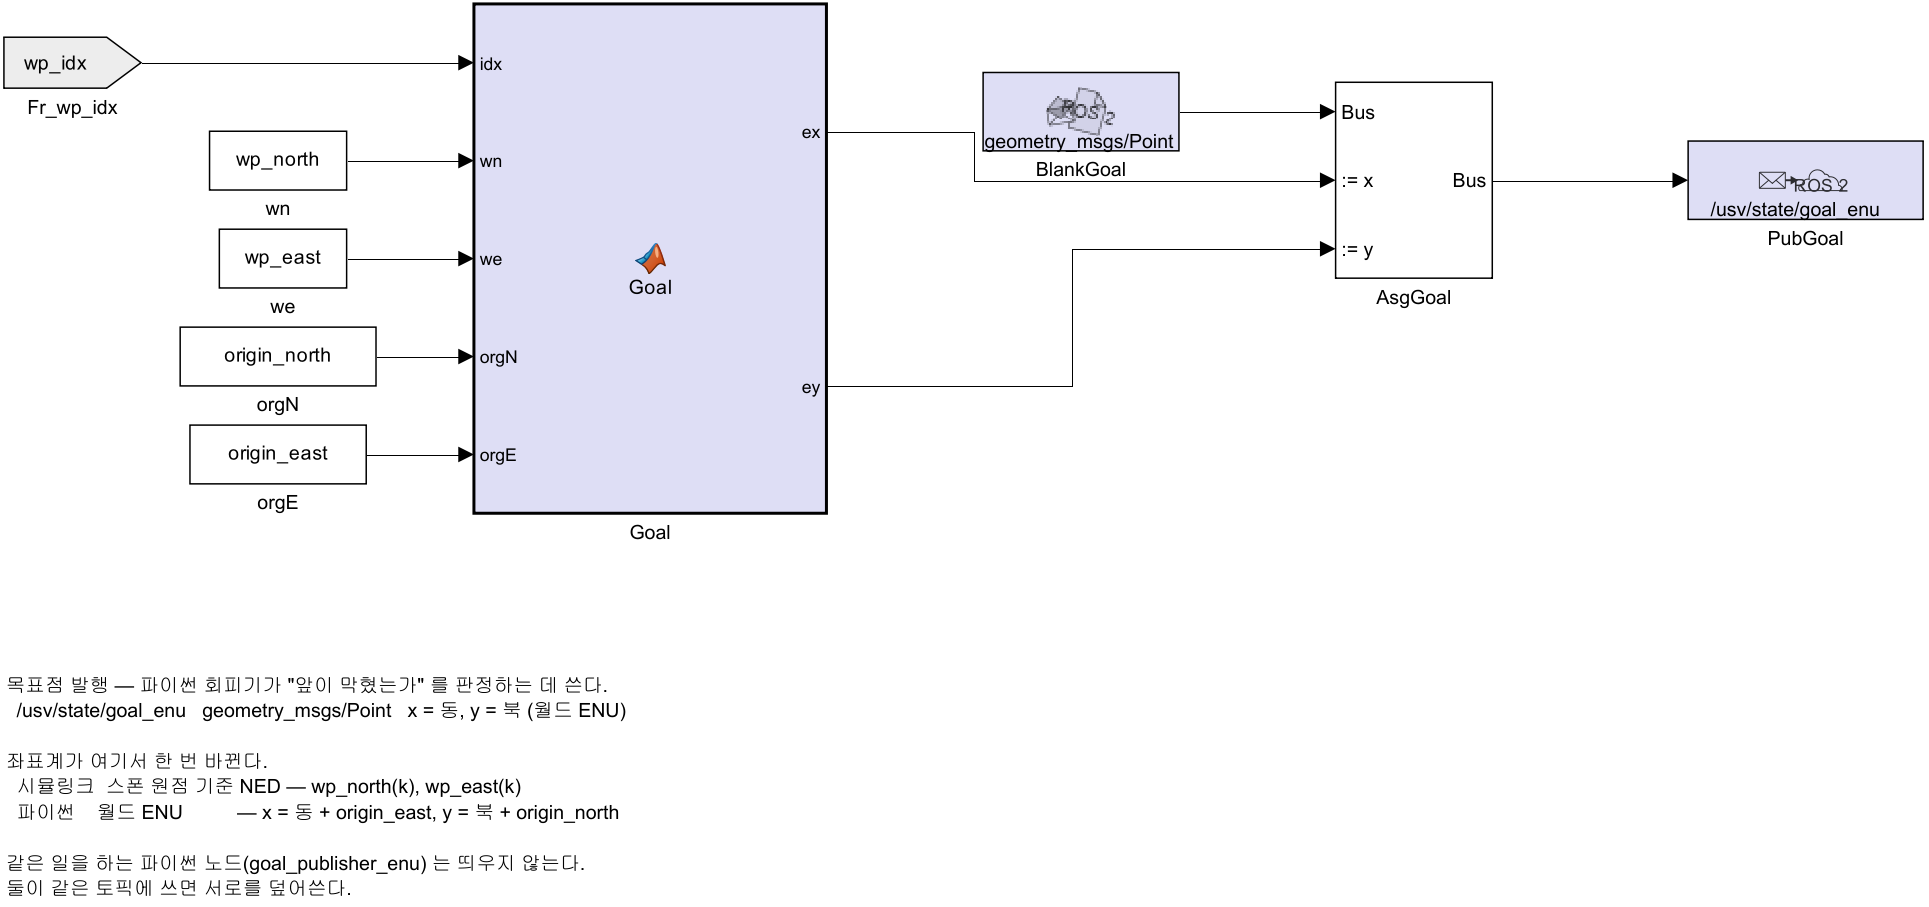 wp_idx
Fr_wp_idx
wp_north
wn
wp_east
we
origin_north
orgN
origin_east
orgE
idx
wn
we
orgN
orgE
Goal
ex
ey
Goal
ROS 2
geometry_msgs/Point
BlankGoal
Bus
:= x
:= y
Bus
AsgGoal
ROS 2
/usv/state/goal_enu
PubGoal
목표점 발행 — 파이썬 회피기가 "앞이 막혔는가" 를 판정하는 데 쓴다.
/usv/state/goal_enu geometry_msgs/Point x = 동, y = 북 (월드 ENU)
좌표계가 여기서 한 번 바뀐다.
시뮬링크 스폰 원점 기준 NED — wp_north(k), wp_east(k)
파이썬 월드 ENU — x = 동 + origin_east, y = 북 + origin_north
같은 일을 하는 파이썬 노드(goal_publisher_enu) 는 띄우지 않는다.
둘이 같은 토픽에 쓰면 서로를 덮어쓴다.